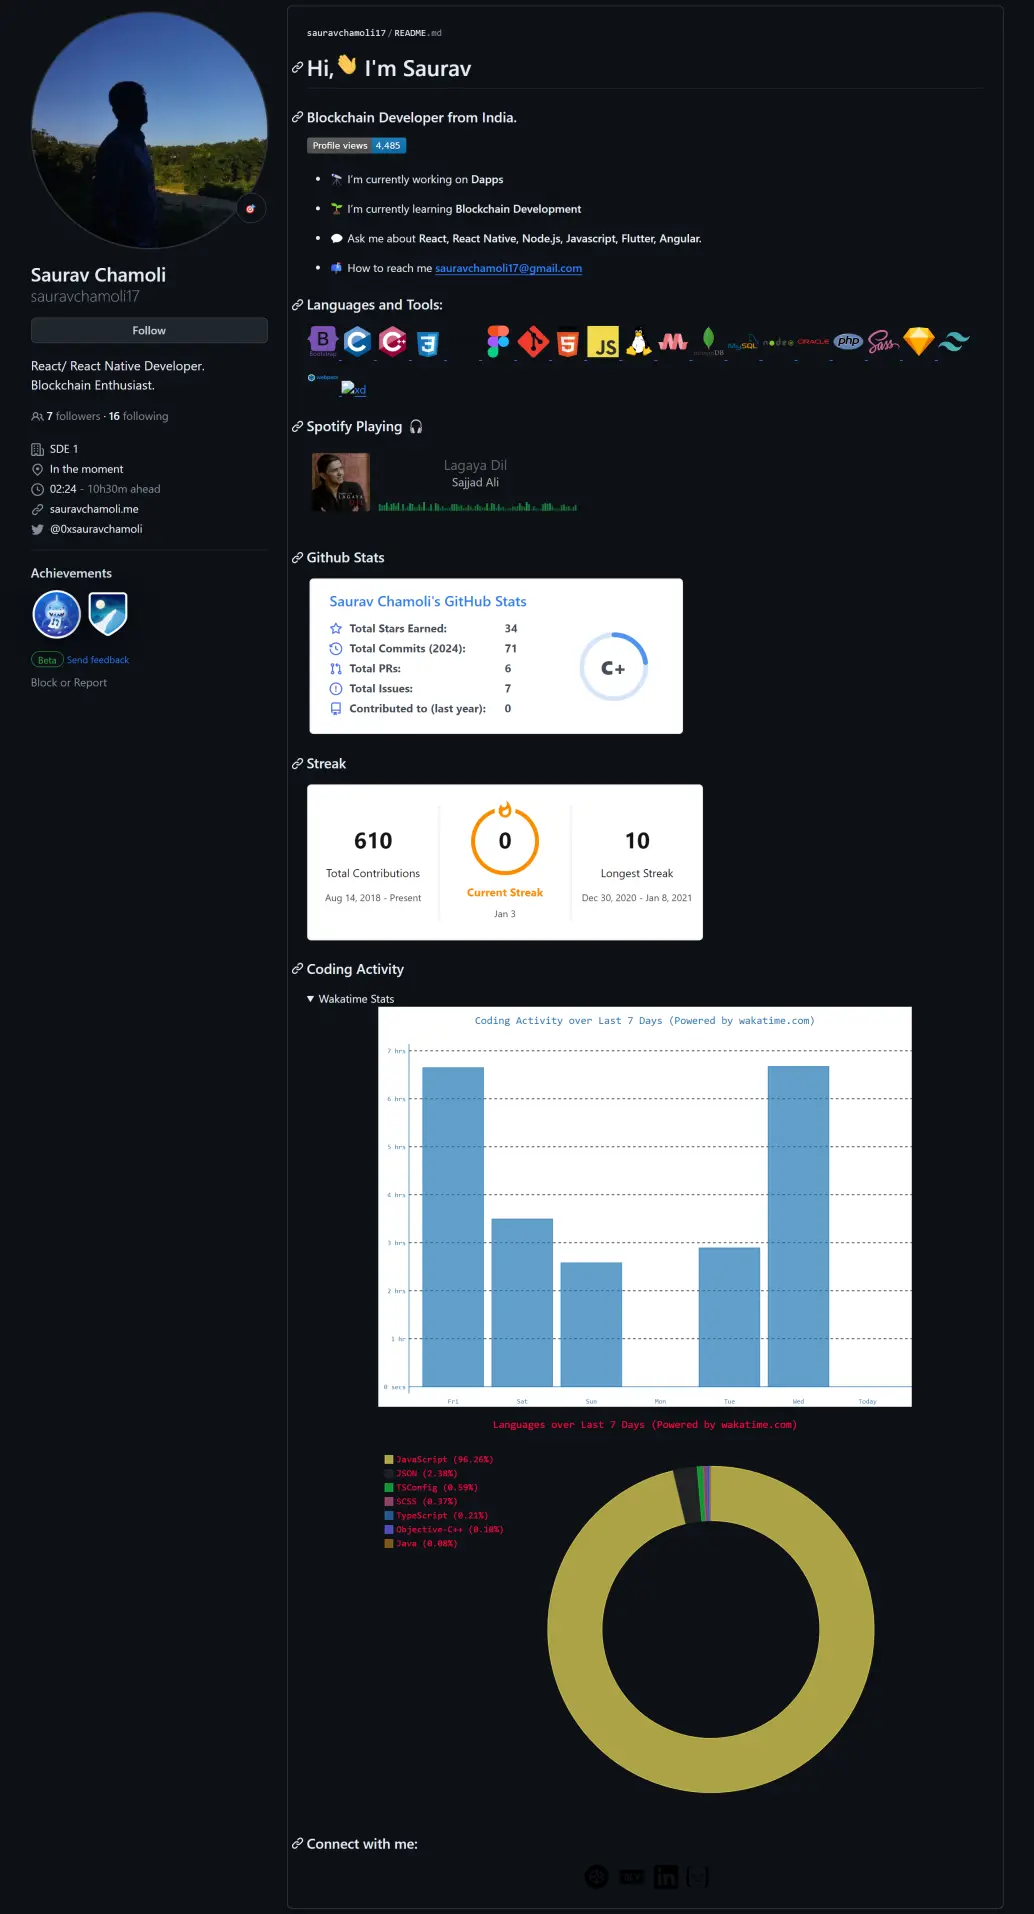 Saurav Chamoli
sauravchamoli17
Follow
React/ React Native Developer.
Blockchain Enthusiast.
7 followers · 16 following
SDE 1
In the moment
02:24 - 10h30m ahead
sauravchamoli.me
@0xsauravchamoli
Achievements
Beta Send feedback
Block or Report
sauravchamoli17 / README.md
Hi, 👋 I'm Saurav
Blockchain Developer from India.
Profile views 4,485
🔭 I'm currently working on Dapps
🌱 I'm currently learning Blockchain Development
💬 Ask me about React, React Native, Node.js, Javascript, Flutter, Angular.
📫 How to reach me sauravchamoli17@gmail.com
Languages and Tools:
B Bootstrap C C++ 3 5 JS mongoDB MySQL node ORACLE php Sass
webpack xd
Spotify Playing 🎧
Lagaya Dil
Sajjad Ali
Github Stats
Saurav Chamoli's GitHub Stats
Total Stars Earned: 34
Total Commits (2024): 71
Total PRs: 6
Total Issues: 7
Contributed to (last year): 0
C+
Streak
610
Total Contributions
Aug 14, 2018 - Present
0
Current Streak
Jan 3
10
Longest Streak
Dec 30, 2020 - Jan 8, 2021
Coding Activity
▼ Wakatime Stats
Coding Activity over Last 7 Days (Powered by wakatime.com)
7 hrs
6 hrs
5 hrs
4 hrs
3 hrs
2 hrs
1 hr
0 secs
Fri Sat Sun Mon Tue Wed Today
Languages over Last 7 Days (Powered by wakatime.com)
JavaScript (96.26%)
JSON (2.38%)
TSConfig (0.59%)
SCSS (0.37%)
TypeScript (0.21%)
Objective-C++ (0.10%)
Java (0.08%)
Connect with me:
in